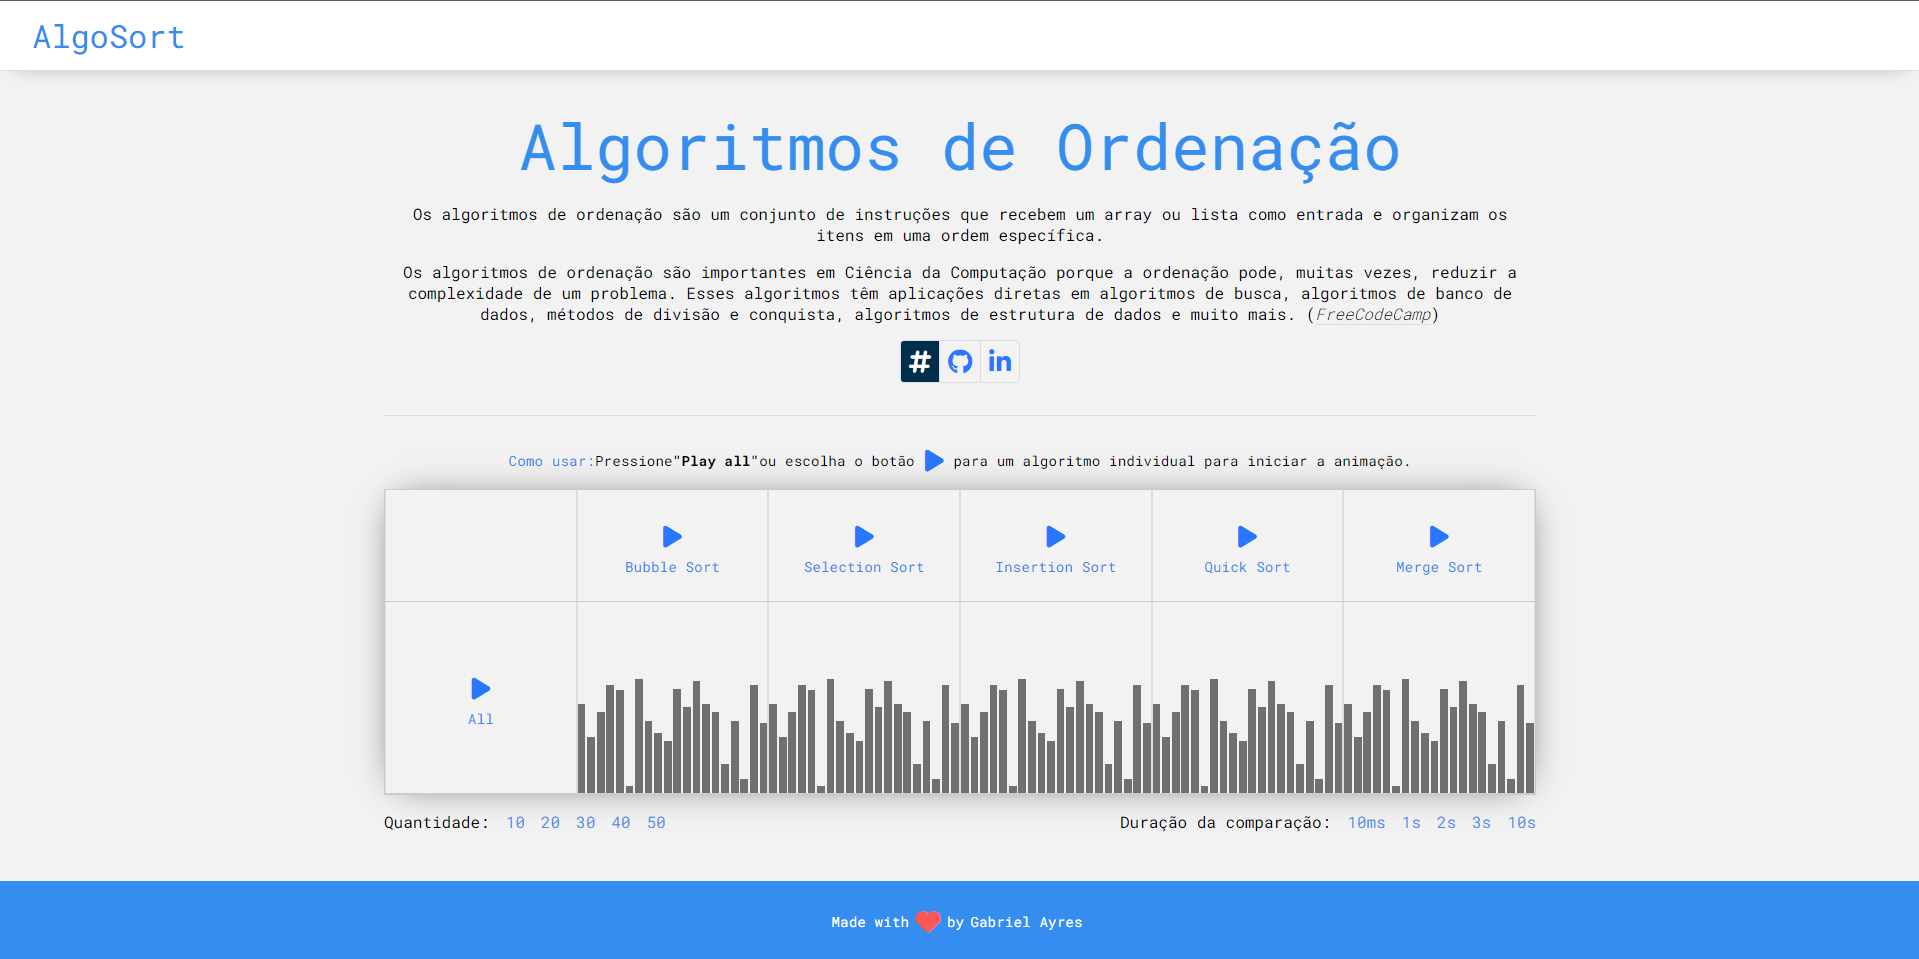 AlgoSort
Algoritmos de Ordenação
Os algoritmos de ordenação são um conjunto de instruções que recebem um array ou lista como entrada e organizam os
itens em uma ordem específica.
Os algoritmos de ordenação são importantes em Ciência da Computação porque a ordenação pode, muitas vezes, reduzir a
complexidade de um problema. Esses algoritmos têm aplicações diretas em algoritmos de busca, algoritmos de banco de
dados, métodos de divisão e conquista, algoritmos de estrutura de dados e muito mais. (FreeCodeCamp)
Como usar:Pressione"Play all"ou escolha o botão para um algoritmo individual para iniciar a animação.
Bubble Sort Selection Sort Insertion Sort Quick Sort Merge Sort
All
Quantidade: 10 20 30 40 50 Duração da comparação: 10ms 1s 2s 3s 10s
Made with by Gabriel Ayres